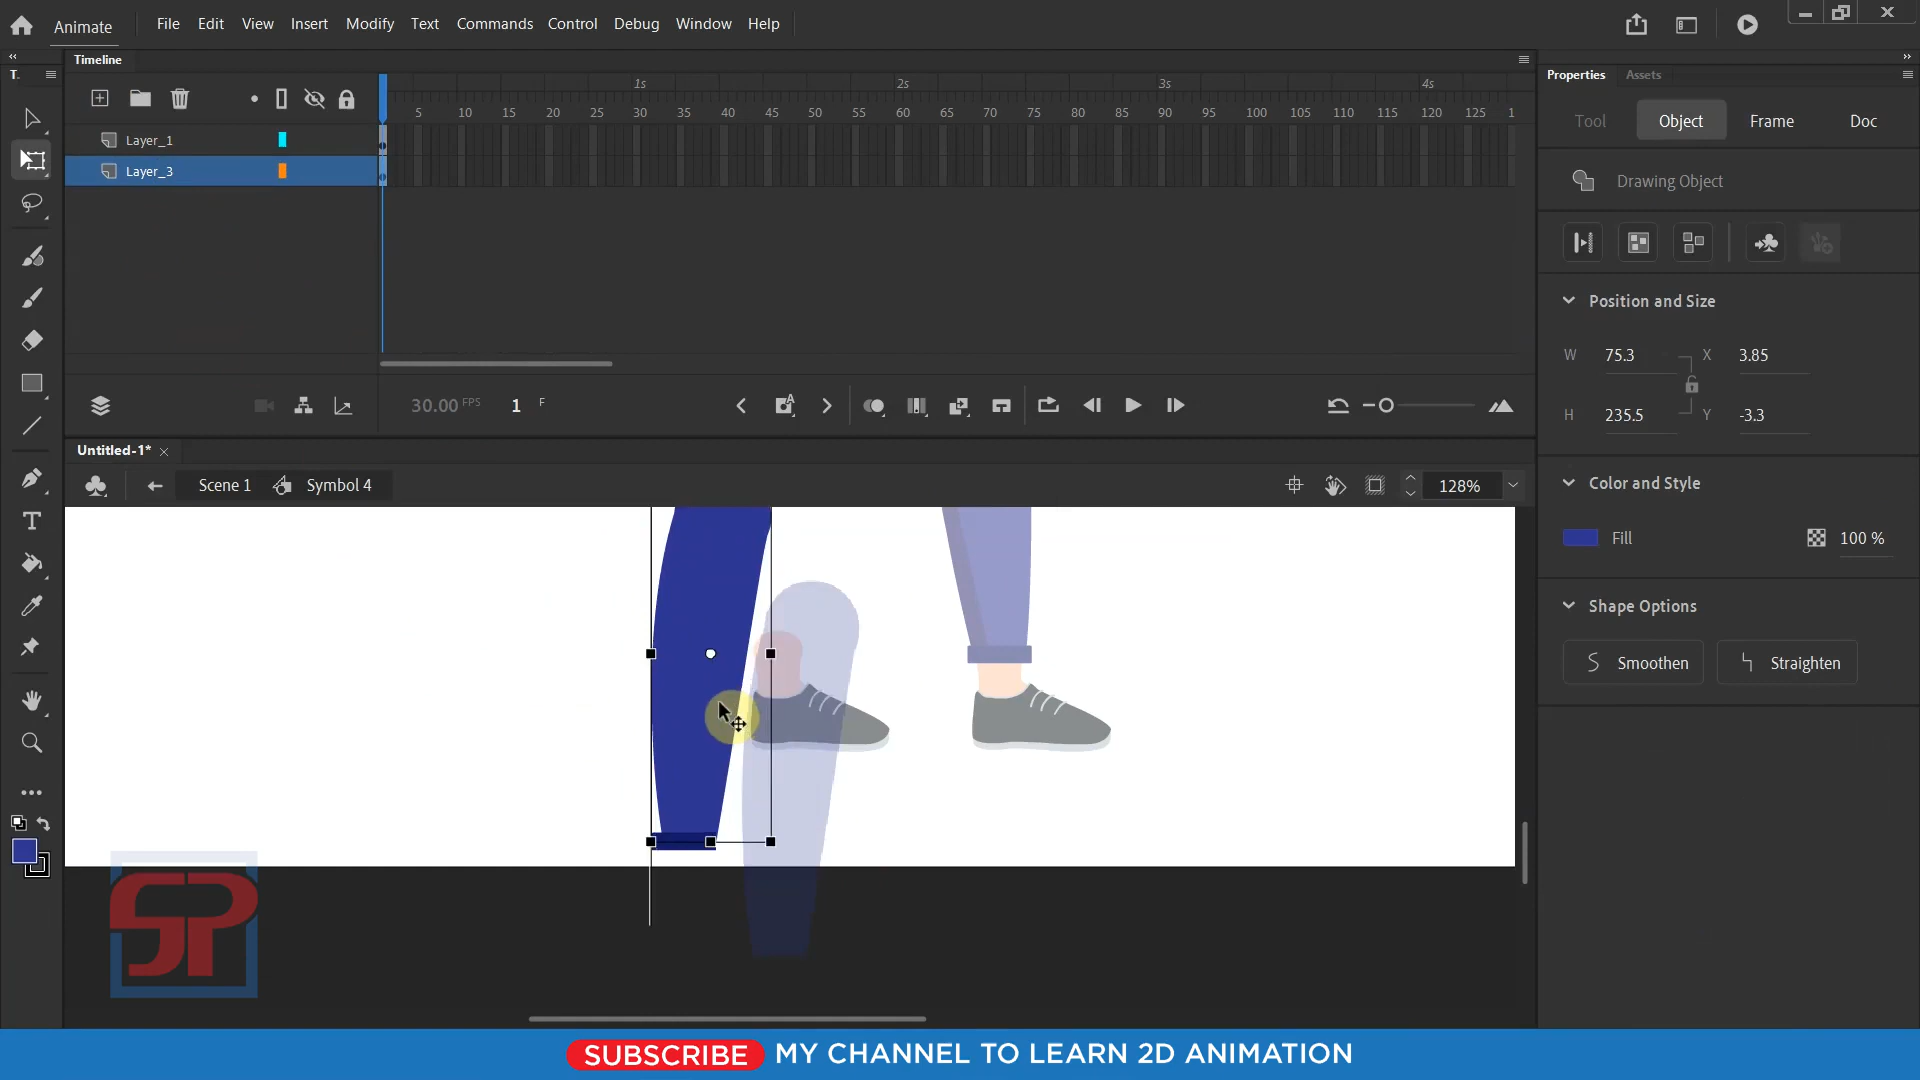 Animate File Edit View Insert Modify Text Commands Control Debug Window Help
Timeline
T.
1s 2s 3s 4s
5 10 15 20 25 30 35 40 45 50 55 60 65 70 75 80 85 90 95 100 105 110 115 120 125 1
Layer_1
Layer_3
30.00 FPS 1 F
Untitled-1*
Scene 1 Symbol 4 128%
Properties Assets
Tool Object Frame Doc
Drawing Object
Position and Size
W 75.3 X 3.85
H 235.5 Y -3.3
Color and Style
Fill 100 %
Shape Options
Smoothen Straighten
SP
SUBSCRIBE MY CHANNEL TO LEARN 2D ANIMATION